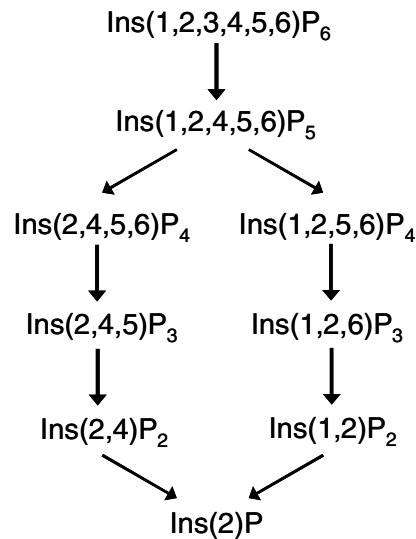 Ins(1,2,3,4,5,6)P₆
Ins(1,2,4,5,6)P₅
Ins(2,4,5,6)P₄ Ins(1,2,5,6)P₄
Ins(2,4,5)P₃ Ins(1,2,6)P₃
Ins(2,4)P₂ Ins(1,2)P₂
Ins(2)P